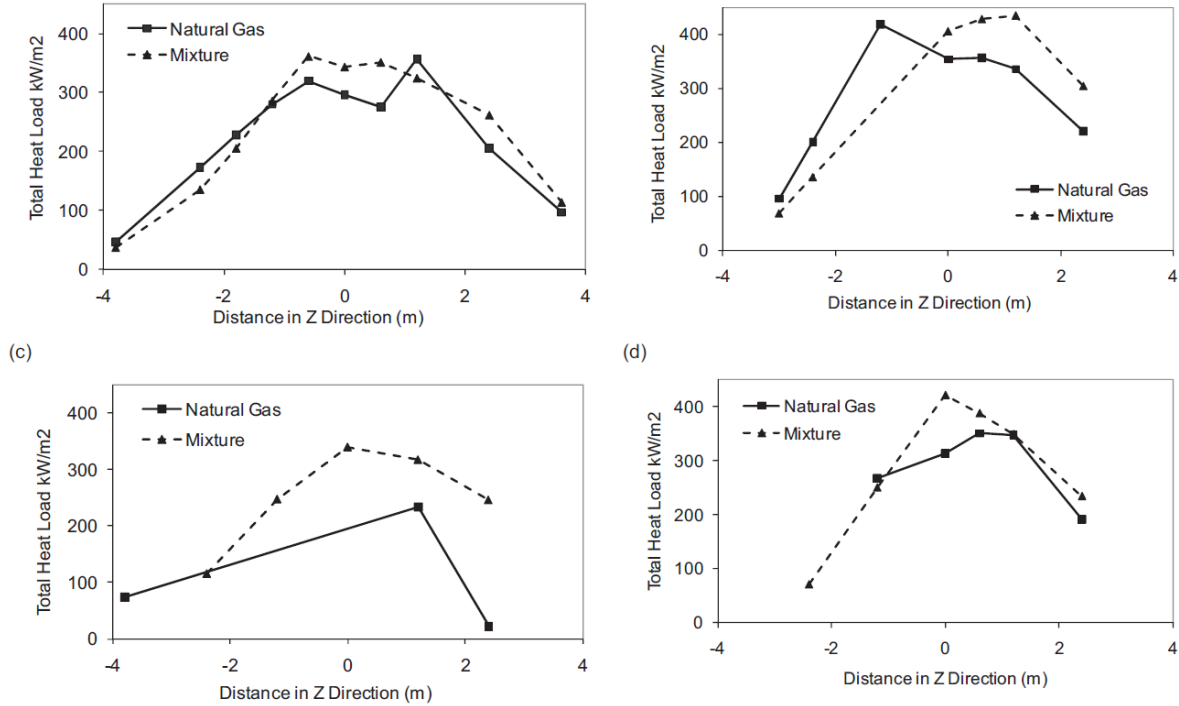 Total Heat Load kW/m2
400
300
200
100
0
Natural Gas
Mixture
-4
-2
0
2
4
Distance in Z Direction (m)
Total Heat Load kW/m2
400
300
200
100
0
Natural Gas
Mixture
-4
-2
0
2
4
Distance in Z Direction (m)
(c)
Total Heat Load kW/m2
400
300
200
100
0
Natural Gas
Mixture
-4
-2
0
2
4
Distance in Z Direction (m)
(d)
Total Heat Load kW/m2
400
300
200
100
0
Natural Gas
Mixture
-4
-2
0
2
4
Distance in Z Direction (m)